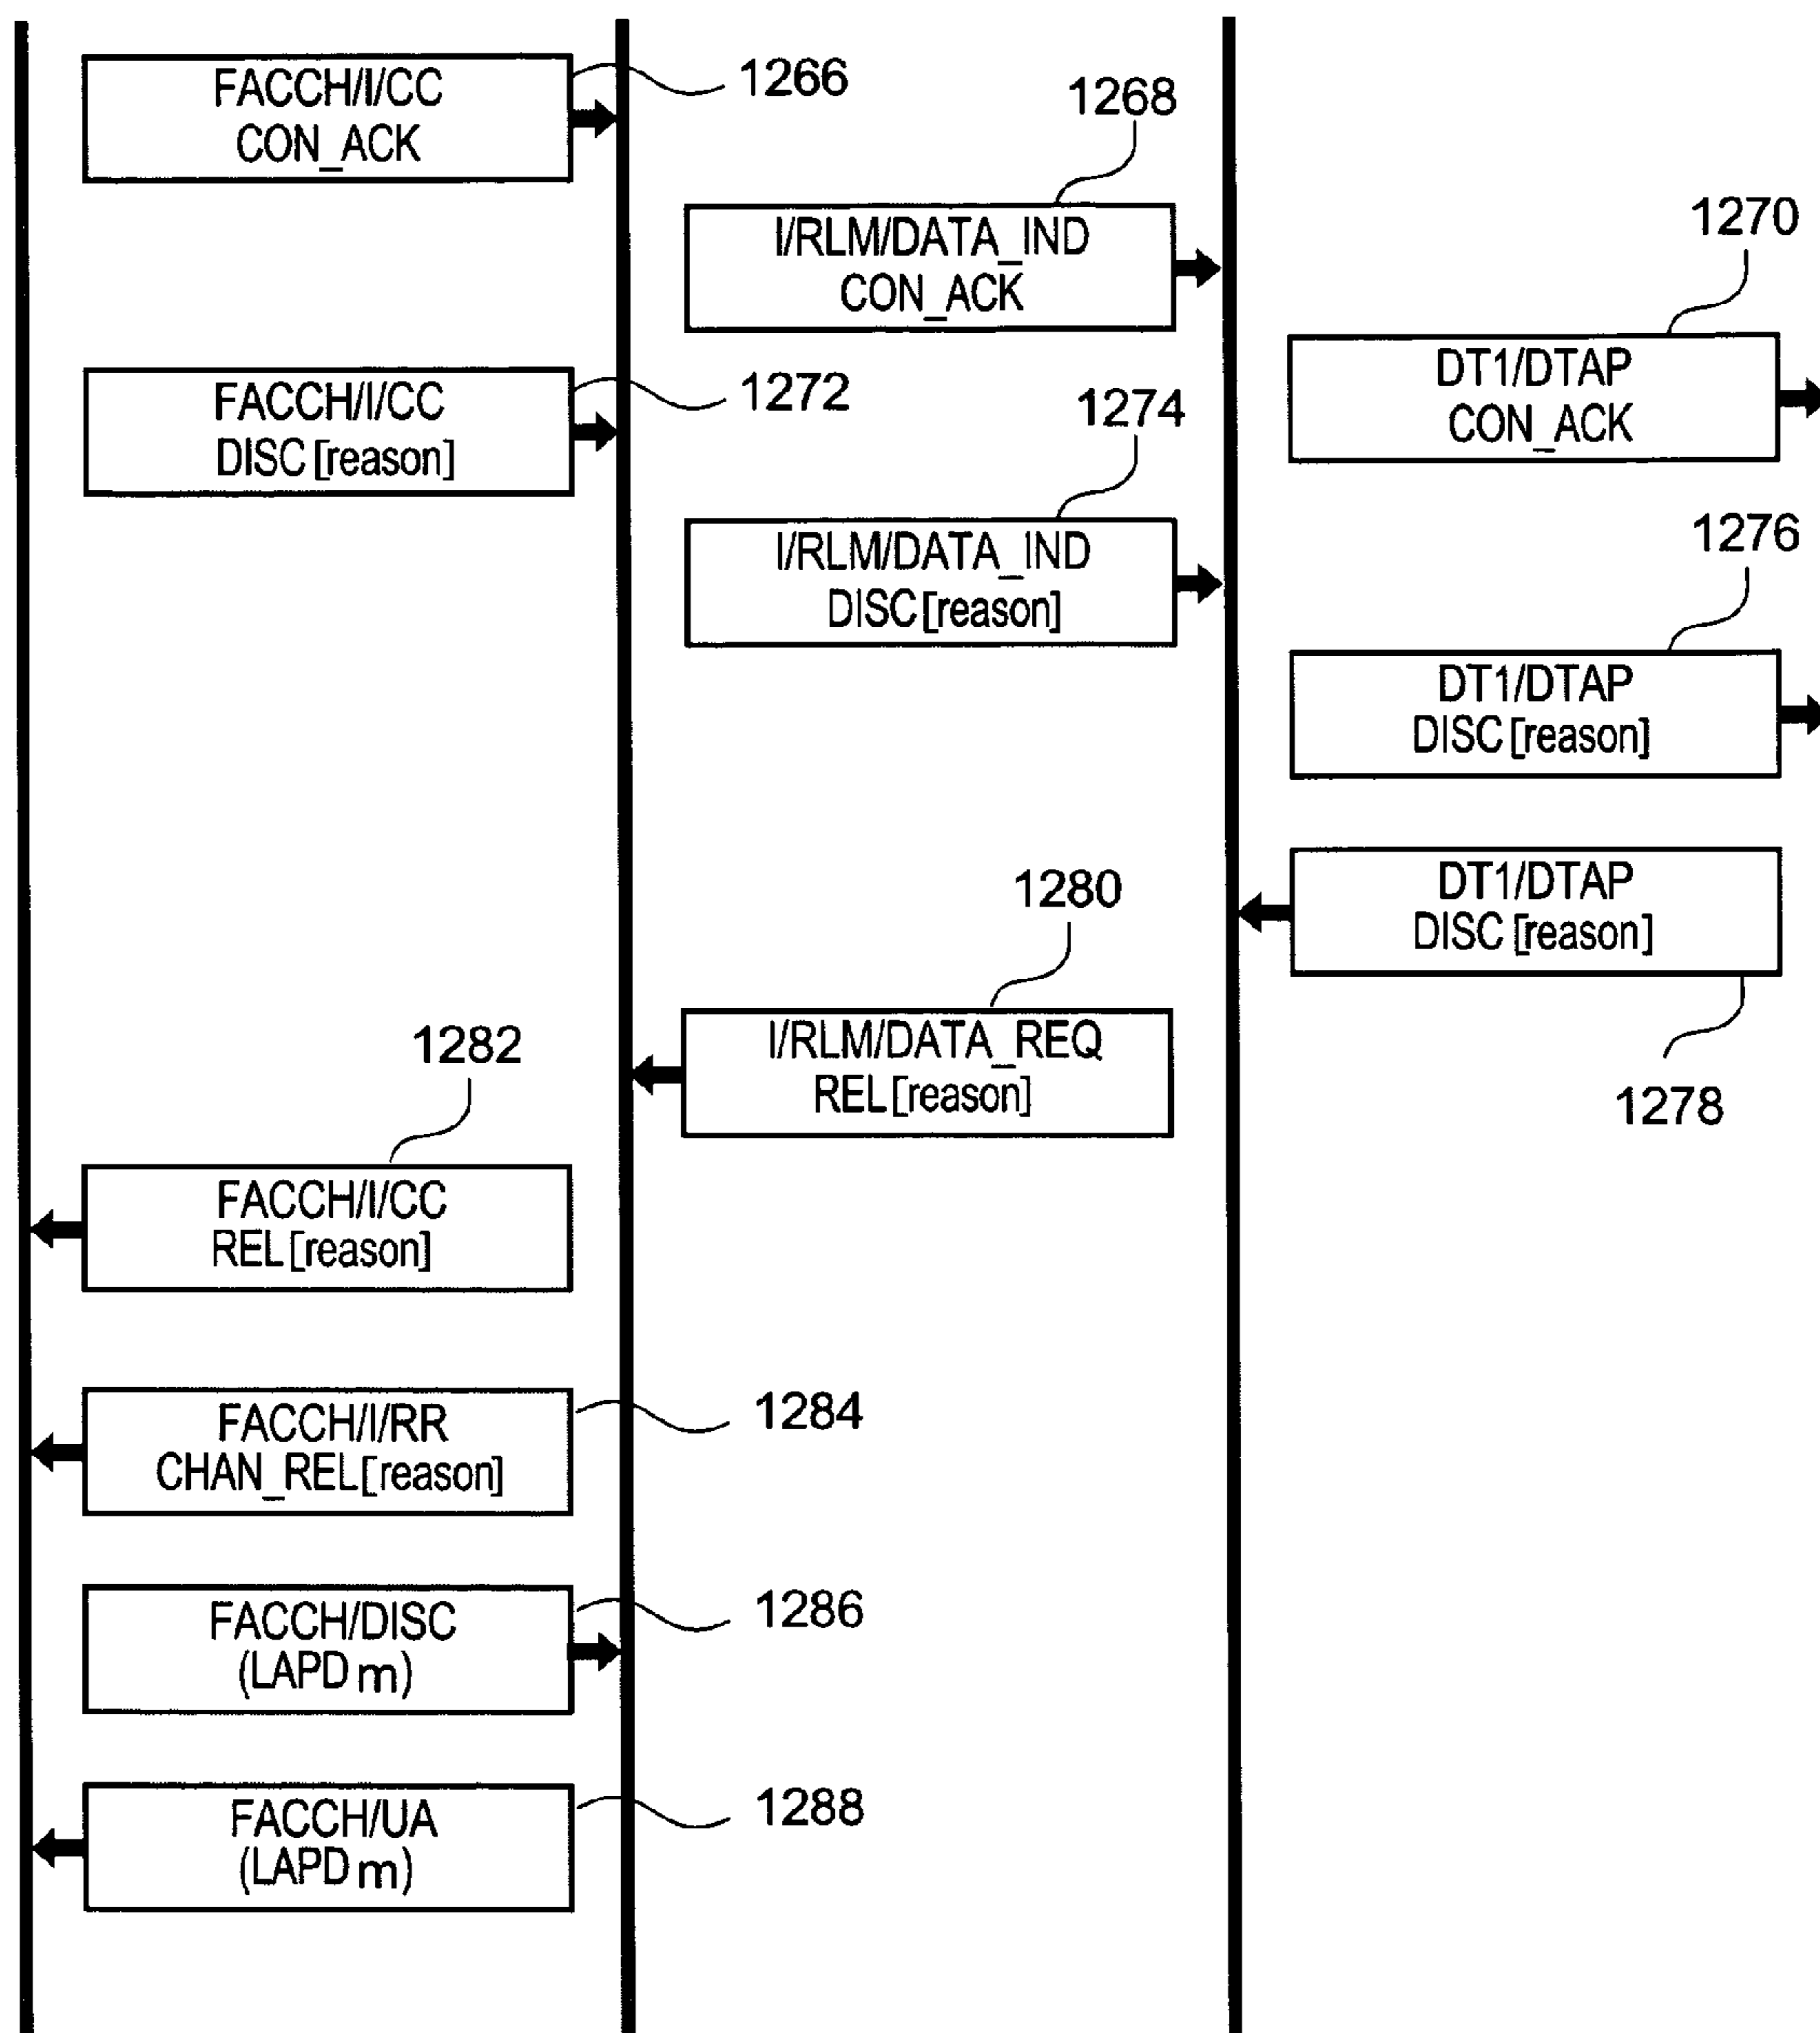 FACCH/I/CC
CON_ACK
1266
1268
I/RLM/DATA_IND
CON_ACK
1270
DT1/DTAP
CON_ACK
FACCH/I/CC
DISC[reason]
1272
1274
I/RLM/DATA_IND
DISC[reason]
1276
DT1/DTAP
DISC[reason]
DT1/DTAP
DISC[reason]
1278
1280
I/RLM/DATA_REQ
REL[reason]
1282
FACCH/I/CC
REL[reason]
FACCH/I/RR
CHAN_REL[reason]
1284
FACCH/DISC
(LAPDm)
1286
FACCH/UA
(LAPDm)
1288